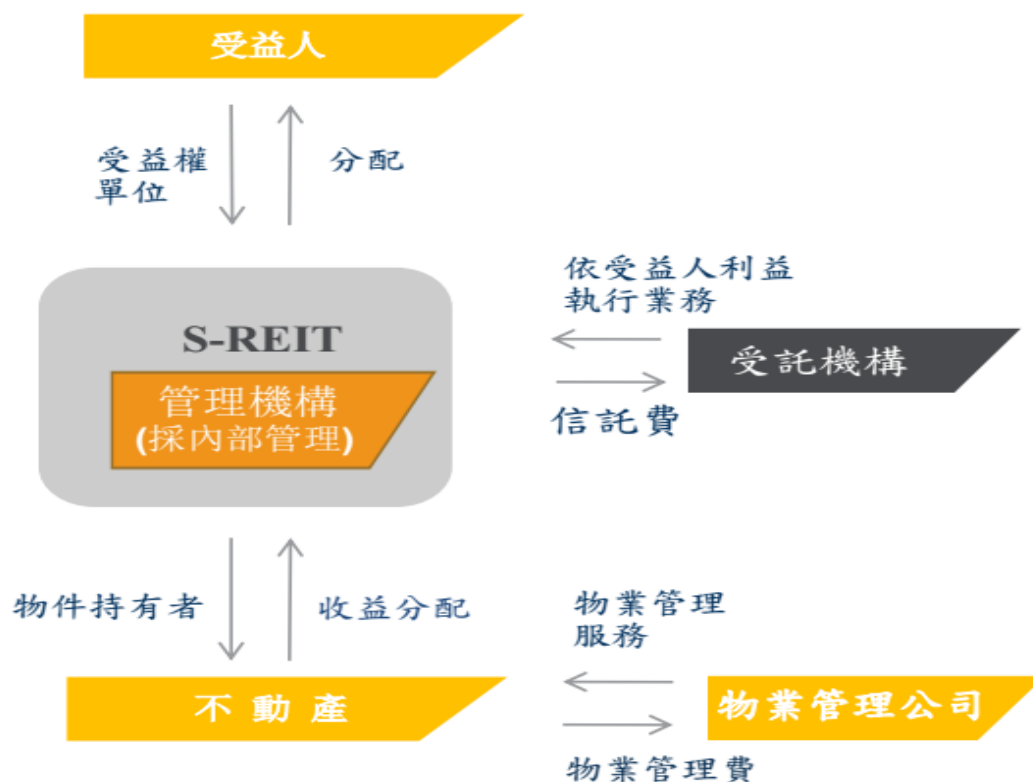 受益人
受益權
單位
分配
依受益人利益
執行業務
S-REIT
管理機構
(採內部管理)
受託機構
信託費
物件持有者
收益分配
物業管理
服務
不動產
物業管理公司
物業管理費